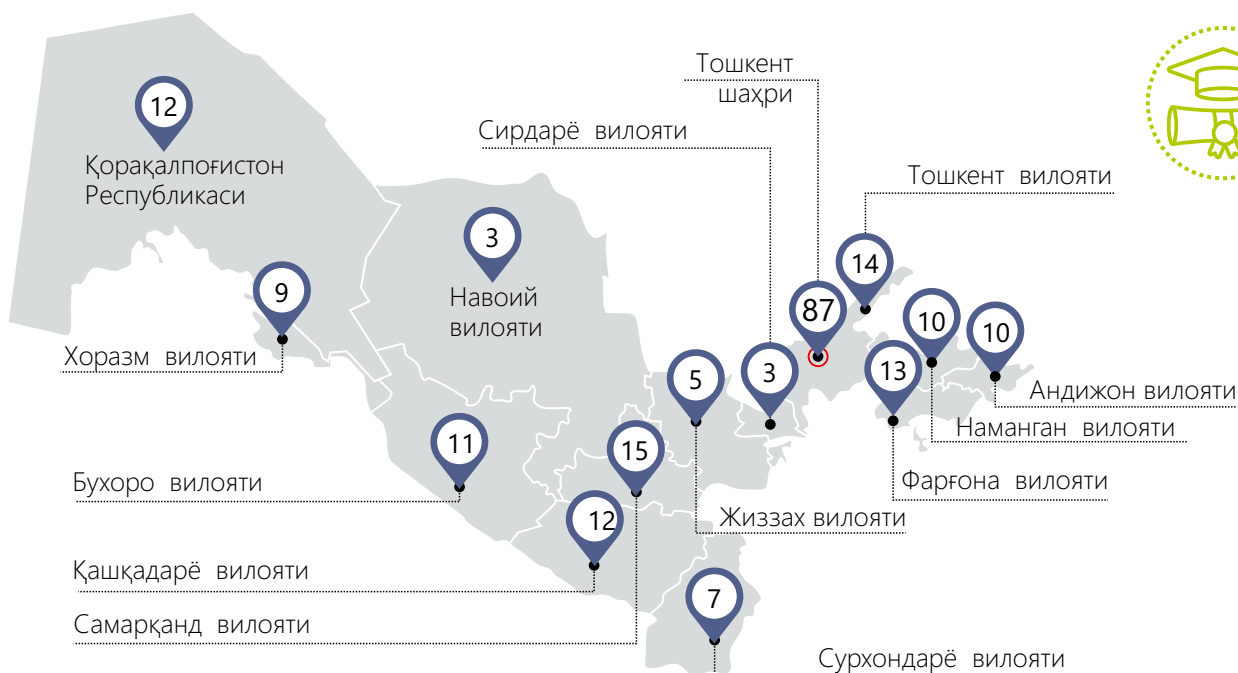 Тошкент
шаҳри
Сирдарё вилояти
Тошкент вилояти
12
Қорақалпоғистон
Республикаси
3
Навоий
вилояти
9
Хоразм вилояти
14
87
10
10
13
3
5
Андижон вилояти
Наманган вилояти
Фарғона вилояти
Жиззах вилояти
11
Бухоро вилояти
15
12
Қашқадарё вилояти
Самарқанд вилояти
7
Сурхондарё вилояти